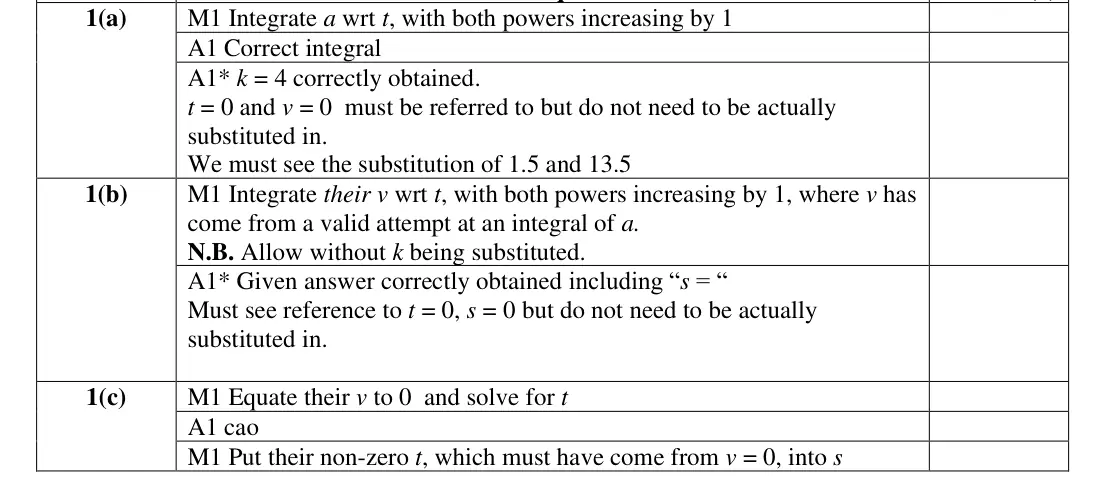 1(a)
M1 Integrate a wrt t, with both powers increasing by 1
A1 Correct integral
A1* k = 4 correctly obtained.
t = 0 and v = 0 must be referred to but do not need to be actually
substituted in.
We must see the substitution of 1.5 and 13.5
1(b)
M1 Integrate their v wrt t, with both powers increasing by 1, where v has
come from a valid attempt at an integral of a.
N.B. Allow without k being substituted.
A1* Given answer correctly obtained including “s = “
Must see reference to t = 0, s = 0 but do not need to be actually
substituted in.
1(c)
M1 Equate their v to 0 and solve for t
A1 cao
M1 Put their non-zero t, which must have come from v = 0, into s